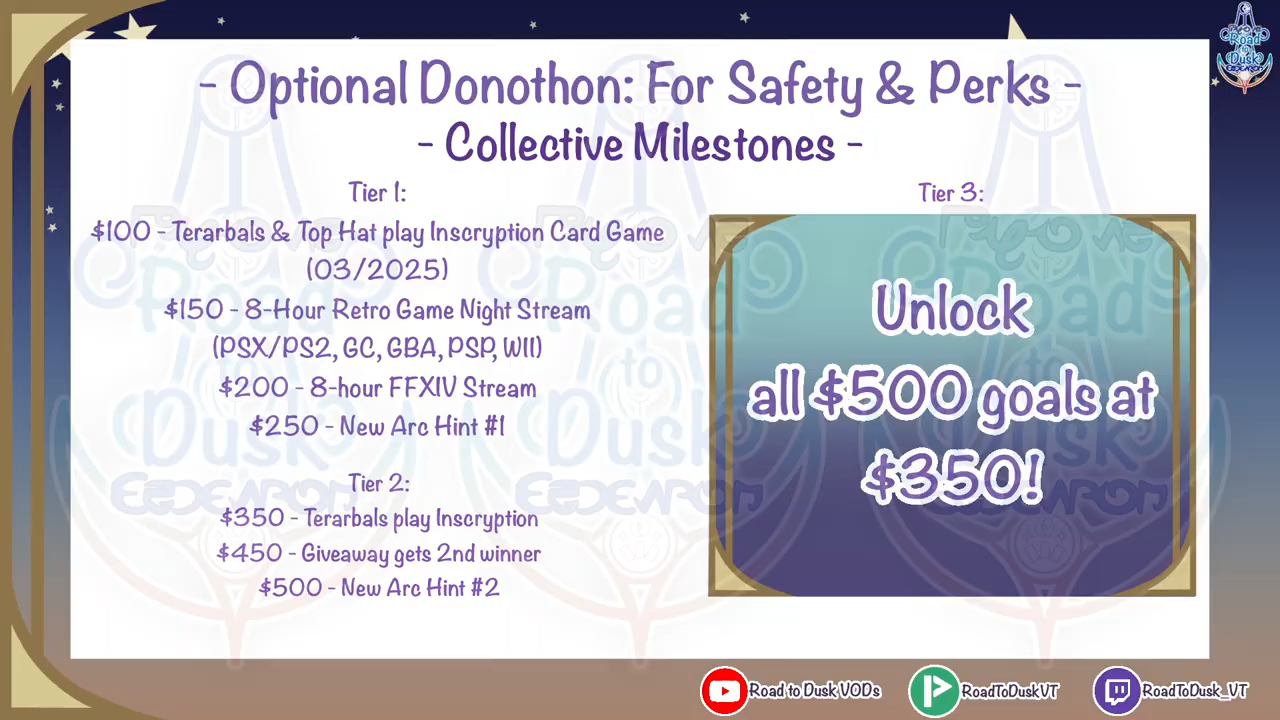 - Optional Donothon: For Safety & Perks -
- Collective Milestones -
Tier 1:
$100 - Terarbals & Top Hat play Inscryption Card Game
(03/2025)
$150 - 8-Hour Retro Game Night Stream
(PSX/PS2, GC, GBA, PSP, WII)
$200 - 8-hour FFXIV Stream
$250 - New Arc Hint #1
Tier 2:
$350 - Terarbals play Inscryption
$450 - Giveaway gets 2nd winner
$500 - New Arc Hint #2
Tier 3:
Unlock
all $500 goals at
$350!
Road to Dusk VODs
RoadToDuskVT
RoadToDusk_VT
Road
to
Dusk